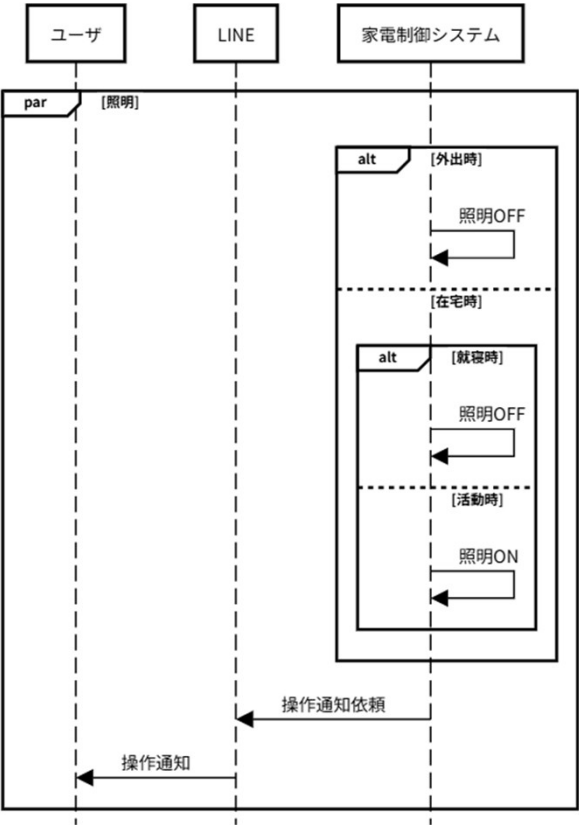 ユーザ
LINE
家電制御システム
par
[照明]
alt
[外出時]
照明OFF
[在宅時]
alt
[就寝時]
照明OFF
[活動時]
照明ON
操作通知依頼
操作通知